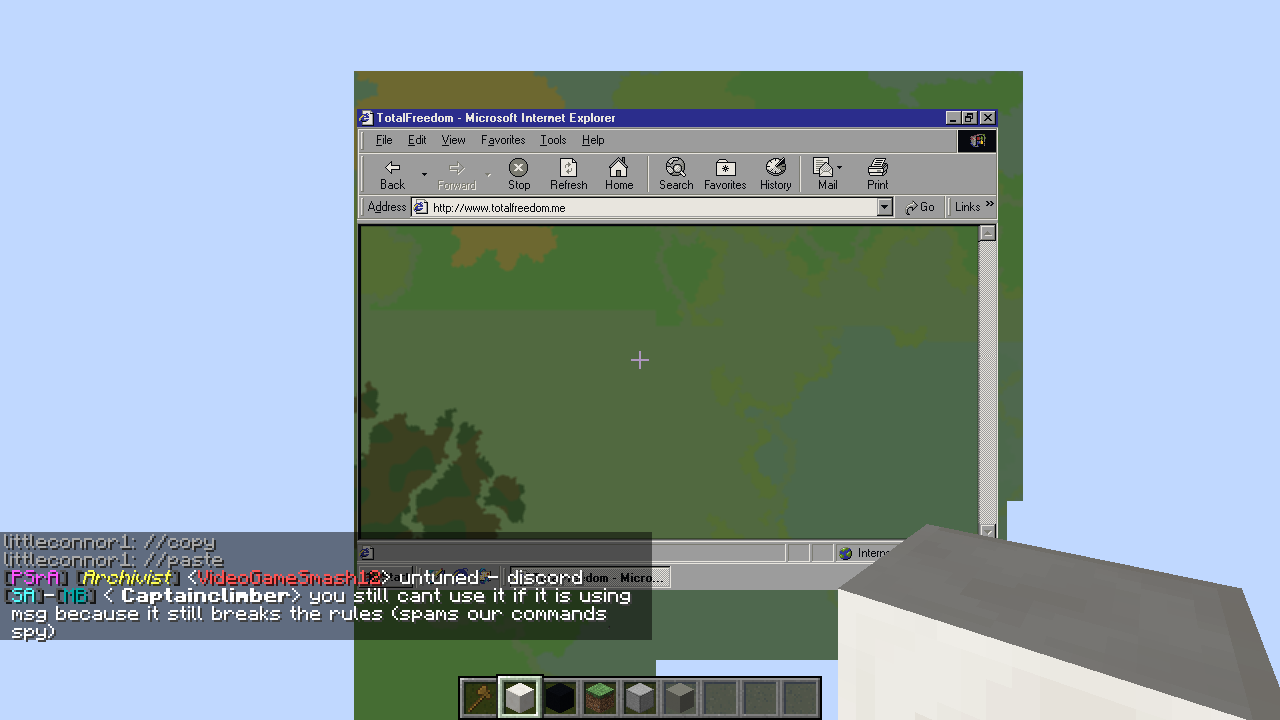 TotalFreedom - Microsoft Internet Explorer
File Edit View Favorites Tools Help
Back Forward Stop Refresh Home Search Favorites History Mail Print
Address http://www.totalfreedom.me Go Links »
littleconnor1: //copy
littleconnor1: //paste
Interne
[PSrA] [Archivist] <VideoGameSmash12> untuned - discord
edom - Micro...
[SA]-[MB] < Captainclimber> you still cant use it if it is using
msg because it still breaks the rules (spams our commands
spy)